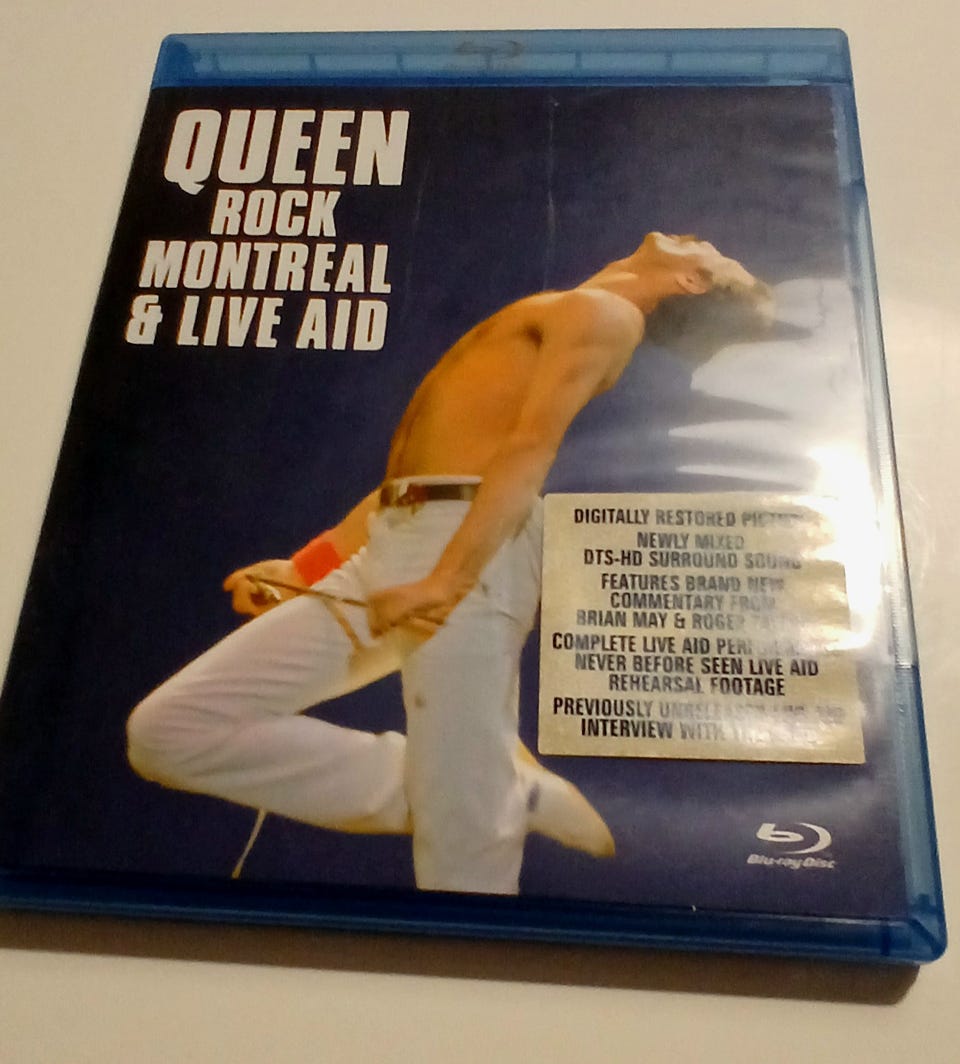 QUEEN
ROCK
MONTREAL
& LIVE AID
DIGITALLY RESTORED
NEWLY MIXED
DTS-HD SURROUND SOUND
FEATURES BRAND NEW
COMMENTARY FROM
BRIAN MAY & ROGER
COMPLETE LIVE AID
NEVER BEFORE SEEN LIVE AID
REHEARSAL FOOTAGE
PREVIOUSLY
INTERVIEW WITH
Blu-ray Disc